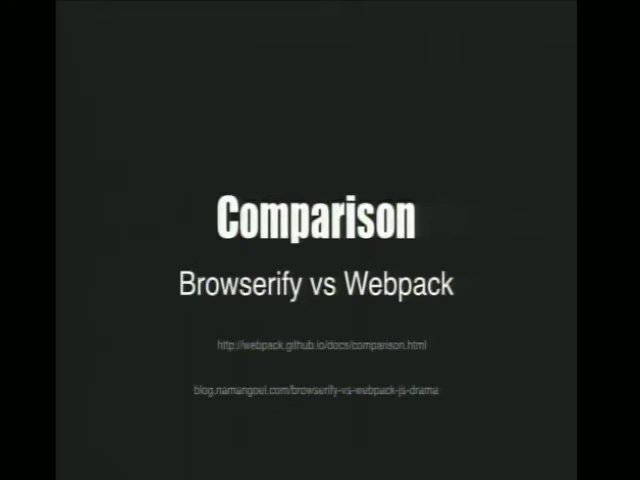 Comparison
Browserify vs Webpack
http://webpack.github.io/docs/comparison.html
blog.namangoel.com/browserify-vs-webpack-js-drama